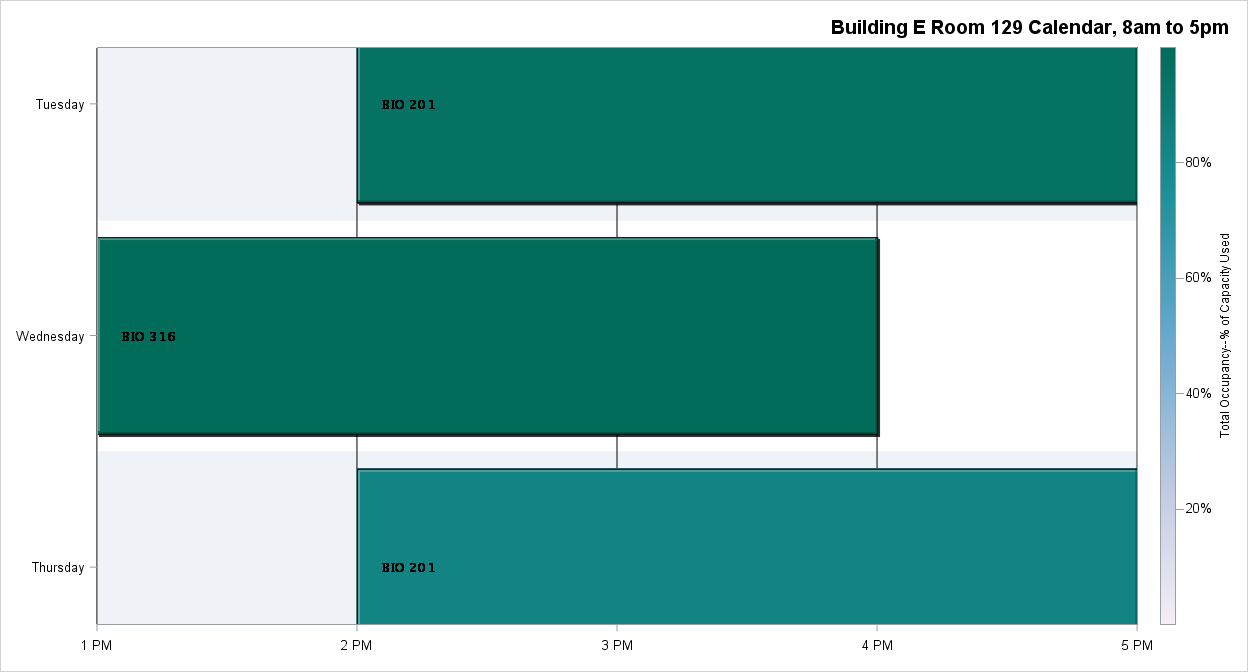 Building E Room 129 Calendar, 8am to 5pm
Tuesday
BIO 201
Wednesday
BIO 316
Thursday
BIO 201
1 PM
2 PM
3 PM
4 PM
5 PM
80%
60%
40%
20%
Total Occupancy--% of Capacity Used